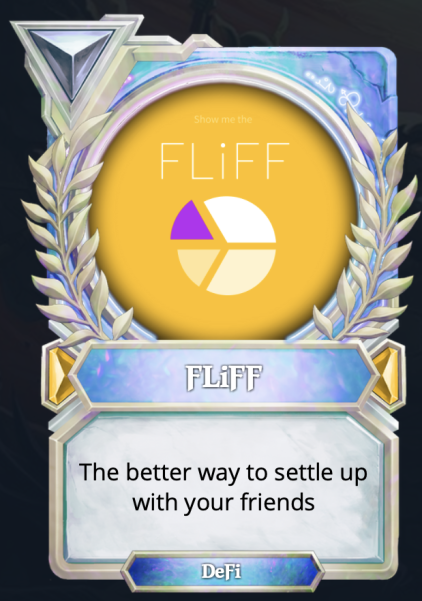 Show me the
FLiFF
FLiFF
The better way to settle up
with your friends
DeFi